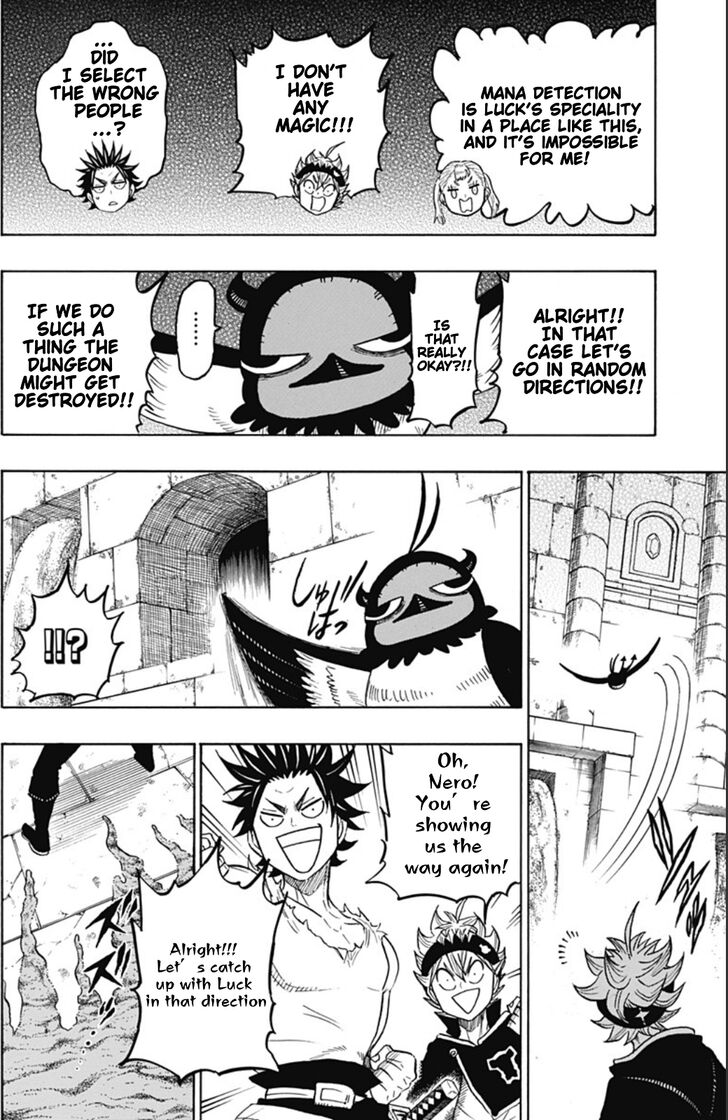 MANA DETECTION
IS LUCK'S SPECIALITY
IN A PLACE LIKE THIS,
AND IT'S IMPOSSIBLE
FOR ME!
I DON'T
HAVE
ANY
MAGIC!!!
...
DID
I SELECT
THE WRONG
PEOPLE
...?
ALRIGHT!!
IN THAT
CASE LET'S
GO IN RANDOM
DIRECTIONS!!
IS
THAT
REALLY
OKAY?!!
......
IF WE DO
SUCH A
THING THE
DUNGEON
MIGHT GET
DESTROYED!!
しゅばっ
!!?
Oh,
Nero!
You're
showing
us the
way again!
Alright!!!
Let's catch
up with Luck
in that direction